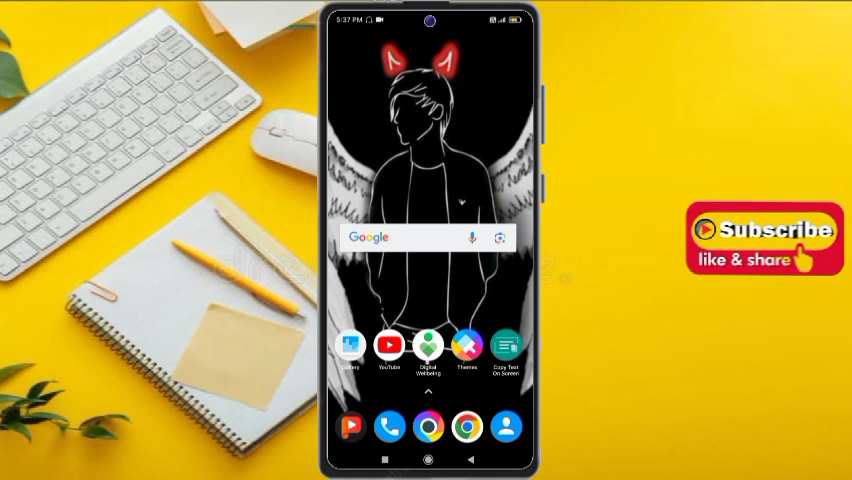 5:37 PM
Google
Gallery
YouTube
Digital
Wellbeing
Themes
Copy Text
On Screen
Subscribe
like & share